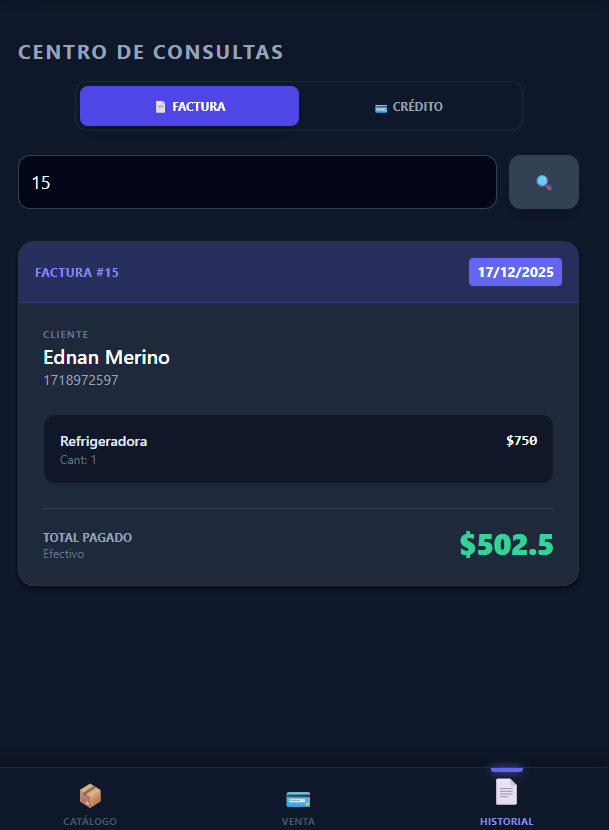 CENTRO DE CONSULTAS
FACTURA
CRÉDITO
15
FACTURA #15
17/12/2025
CLIENTE
Ednan Merino
1718972597
Refrigeradora
$750
Cant: 1
TOTAL PAGADO
$502.5
Efectivo
CATÁLOGO
VENTA
HISTORIAL